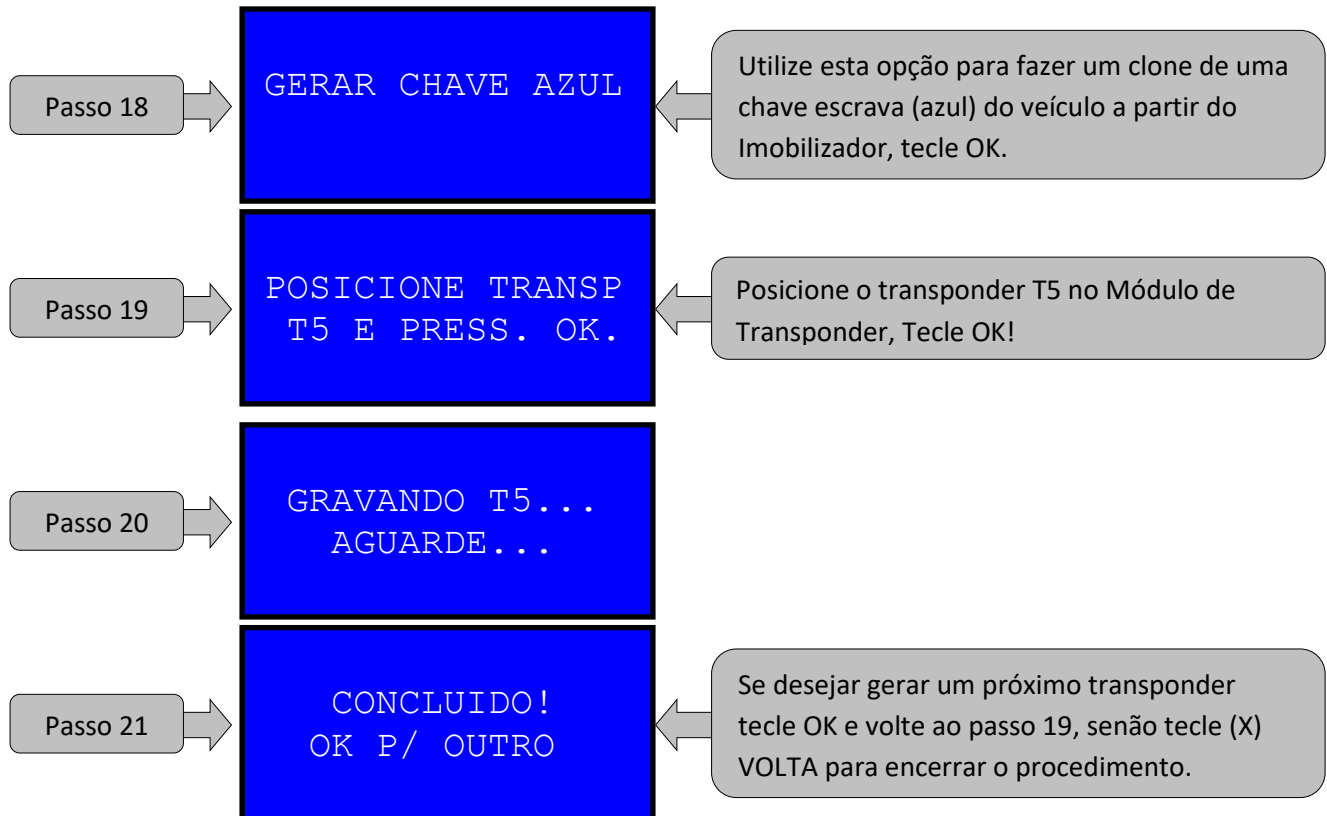 Passo 18
GERAR CHAVE AZUL
Utilize esta opção para fazer um clone de uma
chave escrava (azul) do veículo a partir do
Imobilizador, tecle OK.
Passo 19
POSICIONE TRANSP
T5 E PRESS. OK.
Posicione o transponder T5 no Módulo de
Transponder, Tecle OK!
Passo 20
GRAVANDO T5...
AGUARDE...
Passo 21
CONCLUIDO!
OK P/ OUTRO
Se desejar gerar um próximo transponder
tecle OK e volte ao passo 19, senão tecle (X)
VOLTA para encerrar o procedimento.